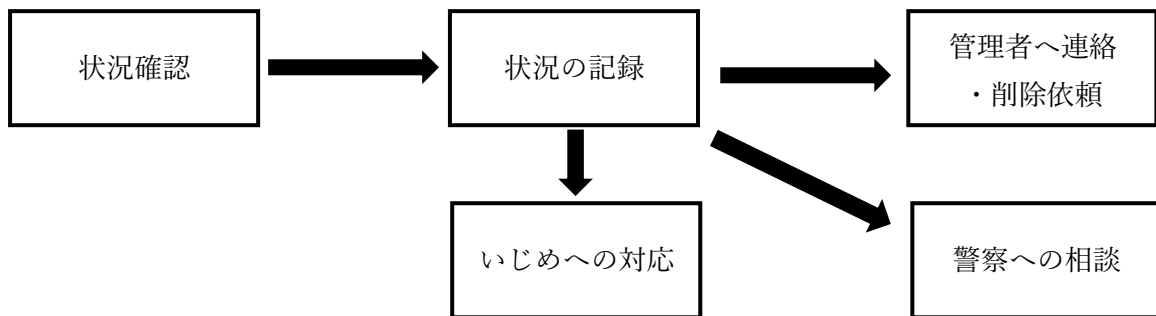 状況確認
状況の記録
管理者へ連絡
・削除依頼
いじめへの対応
警察への相談